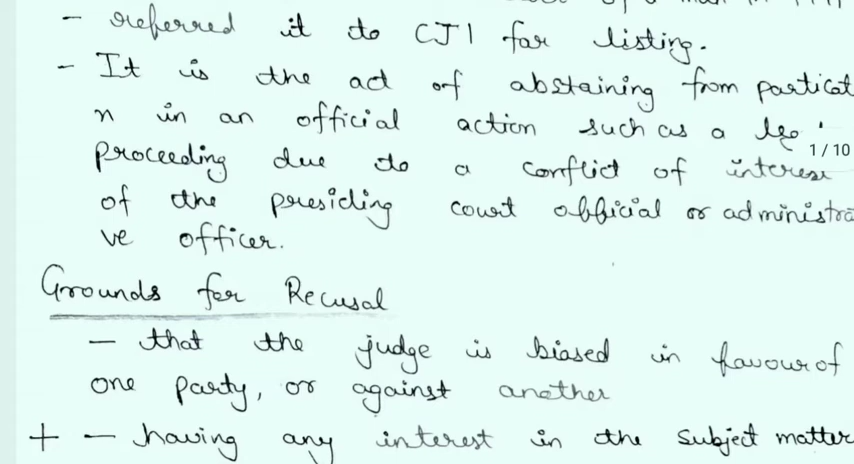 - referred it to CJI for listing.
- It is the act of abstaining from particat
n in an official action such as a
1 / 10
proceeding due to a conflict of interest
of the presiding court official or administra
ve officer.
Grounds for Recusal
- that the judge is biased in favour of
one party, or against another
+ - having any interest in the subject matter